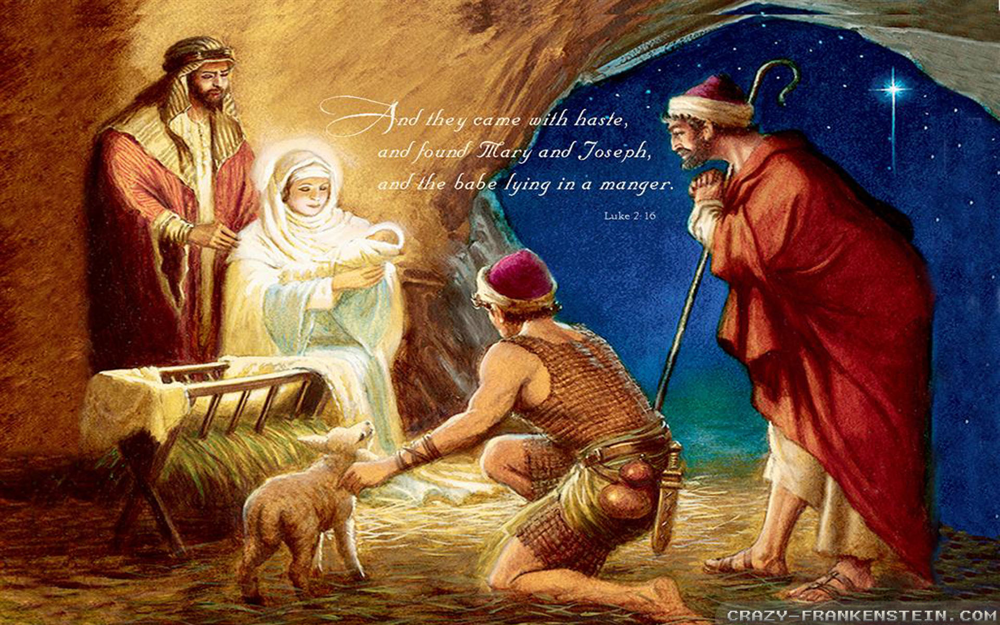 And they came with haste,
and found Mary and Joseph,
and the babe lying in a manger.
Luke 2:16
CRAZY-FRANKENSTEIN.COM